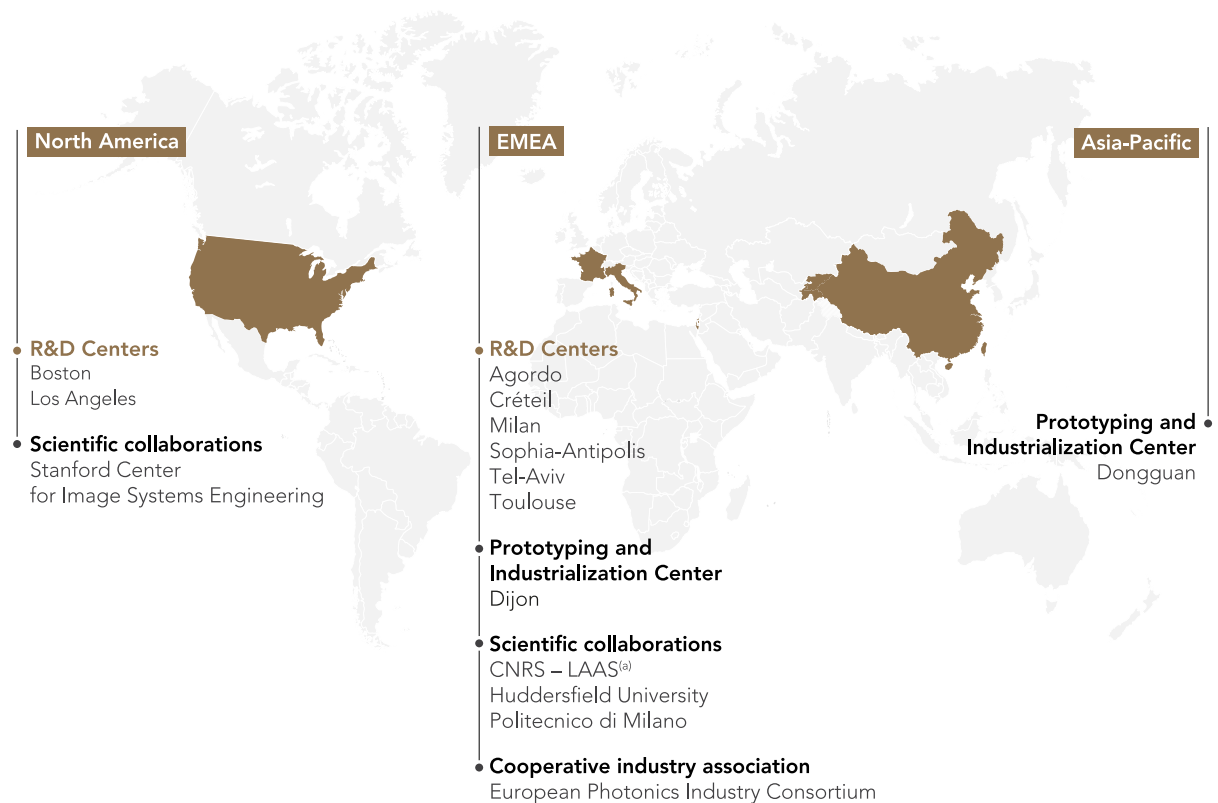 North America
R&D Centers
Boston
Los Angeles
Scientific collaborations
Stanford Center
for Image Systems Engineering
EMEA
R&D Centers
Agordo
Créteil
Milan
Sophia-Antipolis
Tel-Aviv
Toulouse
Prototyping and
Industrialization Center
Dijon
Scientific collaborations
CNRS – LAAS(a)
Huddersfield University
Politecnico di Milano
Cooperative industry association
European Photonics Industry Consortium
Asia-Pacific
Prototyping and
Industrialization Center
Dongguan